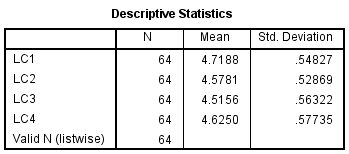 Descriptive Statistics
N Mean Std. Deviation
LC1 64 4.7188 .54827
LC2 64 4.5781 .52869
LC3 64 4.5156 .56322
LC4 64 4.6250 .57735
Valid N (listwise) 64